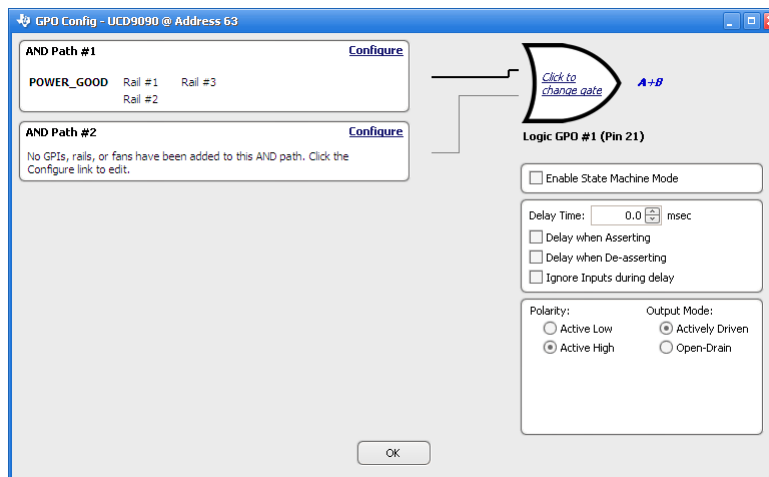 GPO Config - UCD9090 @ Address 63
AND Path #1 Configure
POWER_GOOD Rail #1 Rail #3
Rail #2
AND Path #2 Configure
No GPIs, rails, or fans have been added to this AND path. Click the
Configure link to edit.
Click to
change gate
A+B
Logic GPO #1 (Pin 21)
Enable State Machine Mode
Delay Time: 0.0 msec
Delay when Asserting
Delay when De-asserting
Ignore Inputs during delay
Polarity: Output Mode:
Active Low Actively Driven
Active High Open-Drain
OK